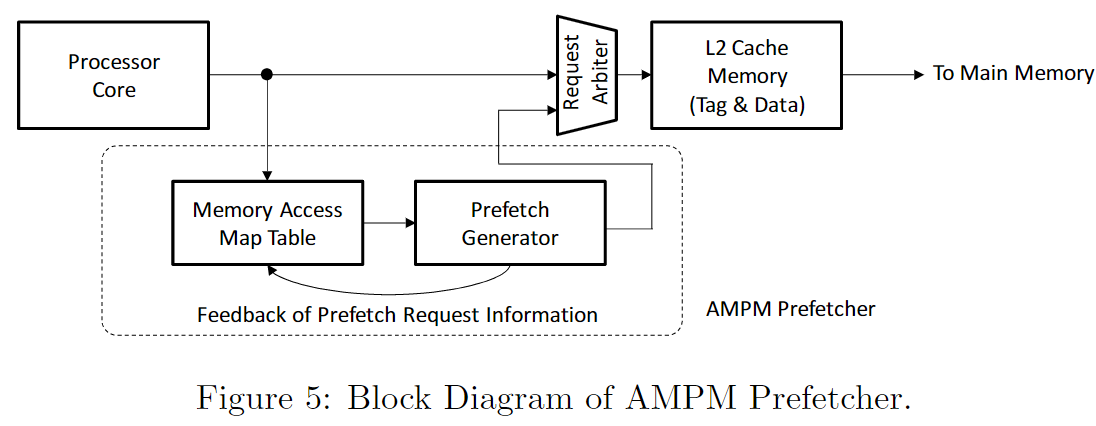 Processor
Core
Request
Arbiter
L2 Cache
Memory
(Tag & Data)
To Main Memory
Memory Access
Map Table
Prefetch
Generator
Feedback of Prefetch Request Information
AMPM Prefetcher
Figure 5: Block Diagram of AMPM Prefetcher.